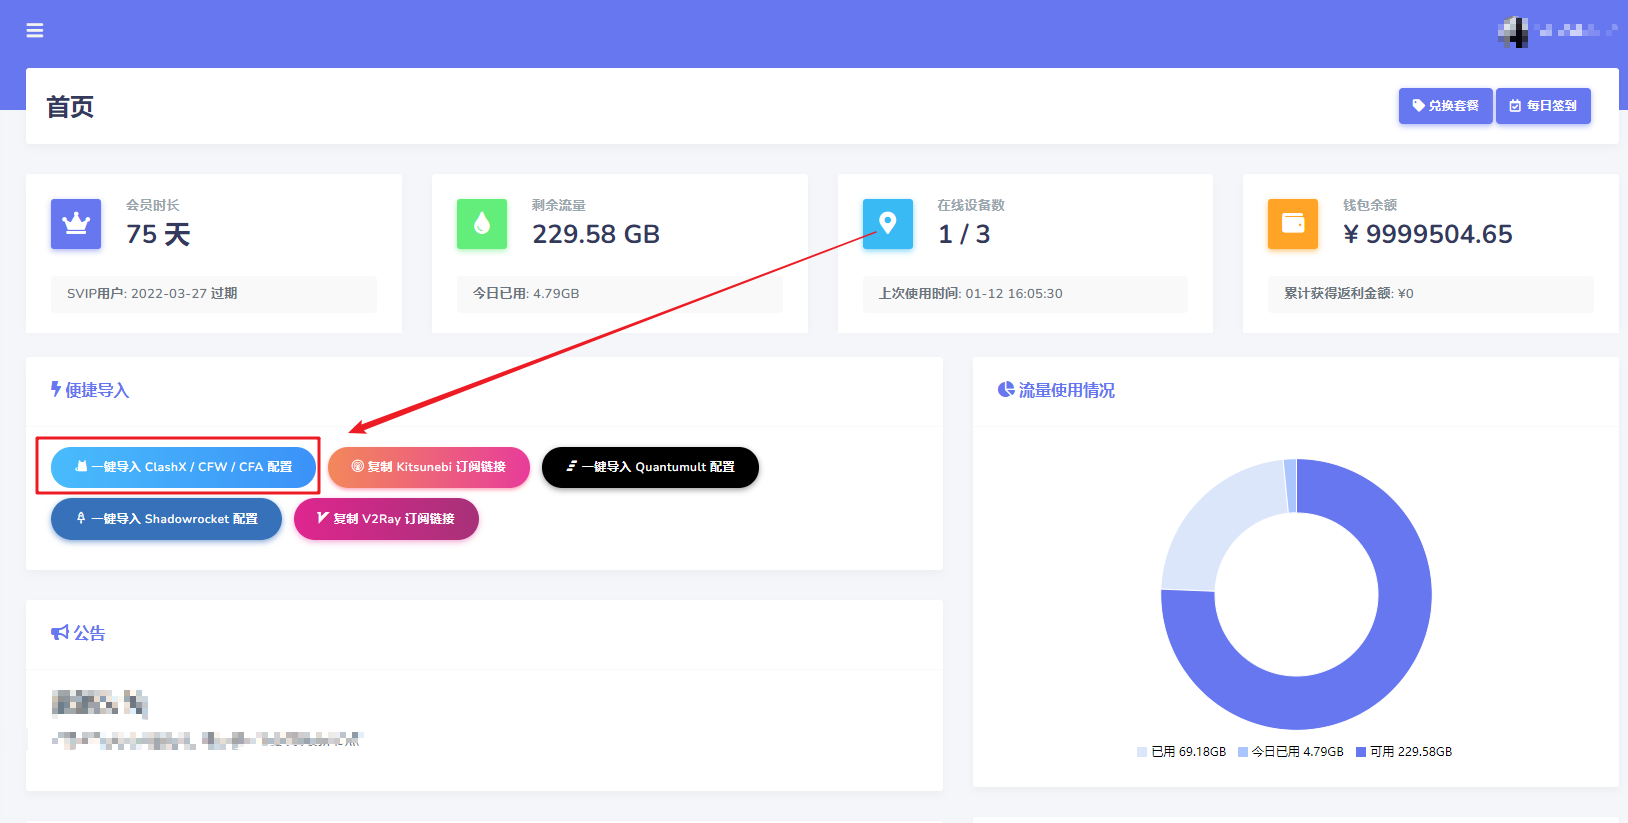 首页
兑换套餐
每日签到
会员时长
75 天
SVIP用户: 2022-03-27 过期
剩余流量
229.58 GB
今日已用: 4.79GB
在线设备数
1 / 3
上次使用时间: 01-12 16:05:30
钱包余额
¥ 9999504.65
累计获得返利金额: ¥0
便捷导入
一键导入 ClashX / CFW / CFA 配置
复制 Kitsunebi 订阅链接
一键导入 Quantumult 配置
一键导入 Shadowrocket 配置
复制 V2Ray 订阅链接
流量使用情况
已用 69.18GB
今日已用 4.79GB
可用 229.58GB
公告